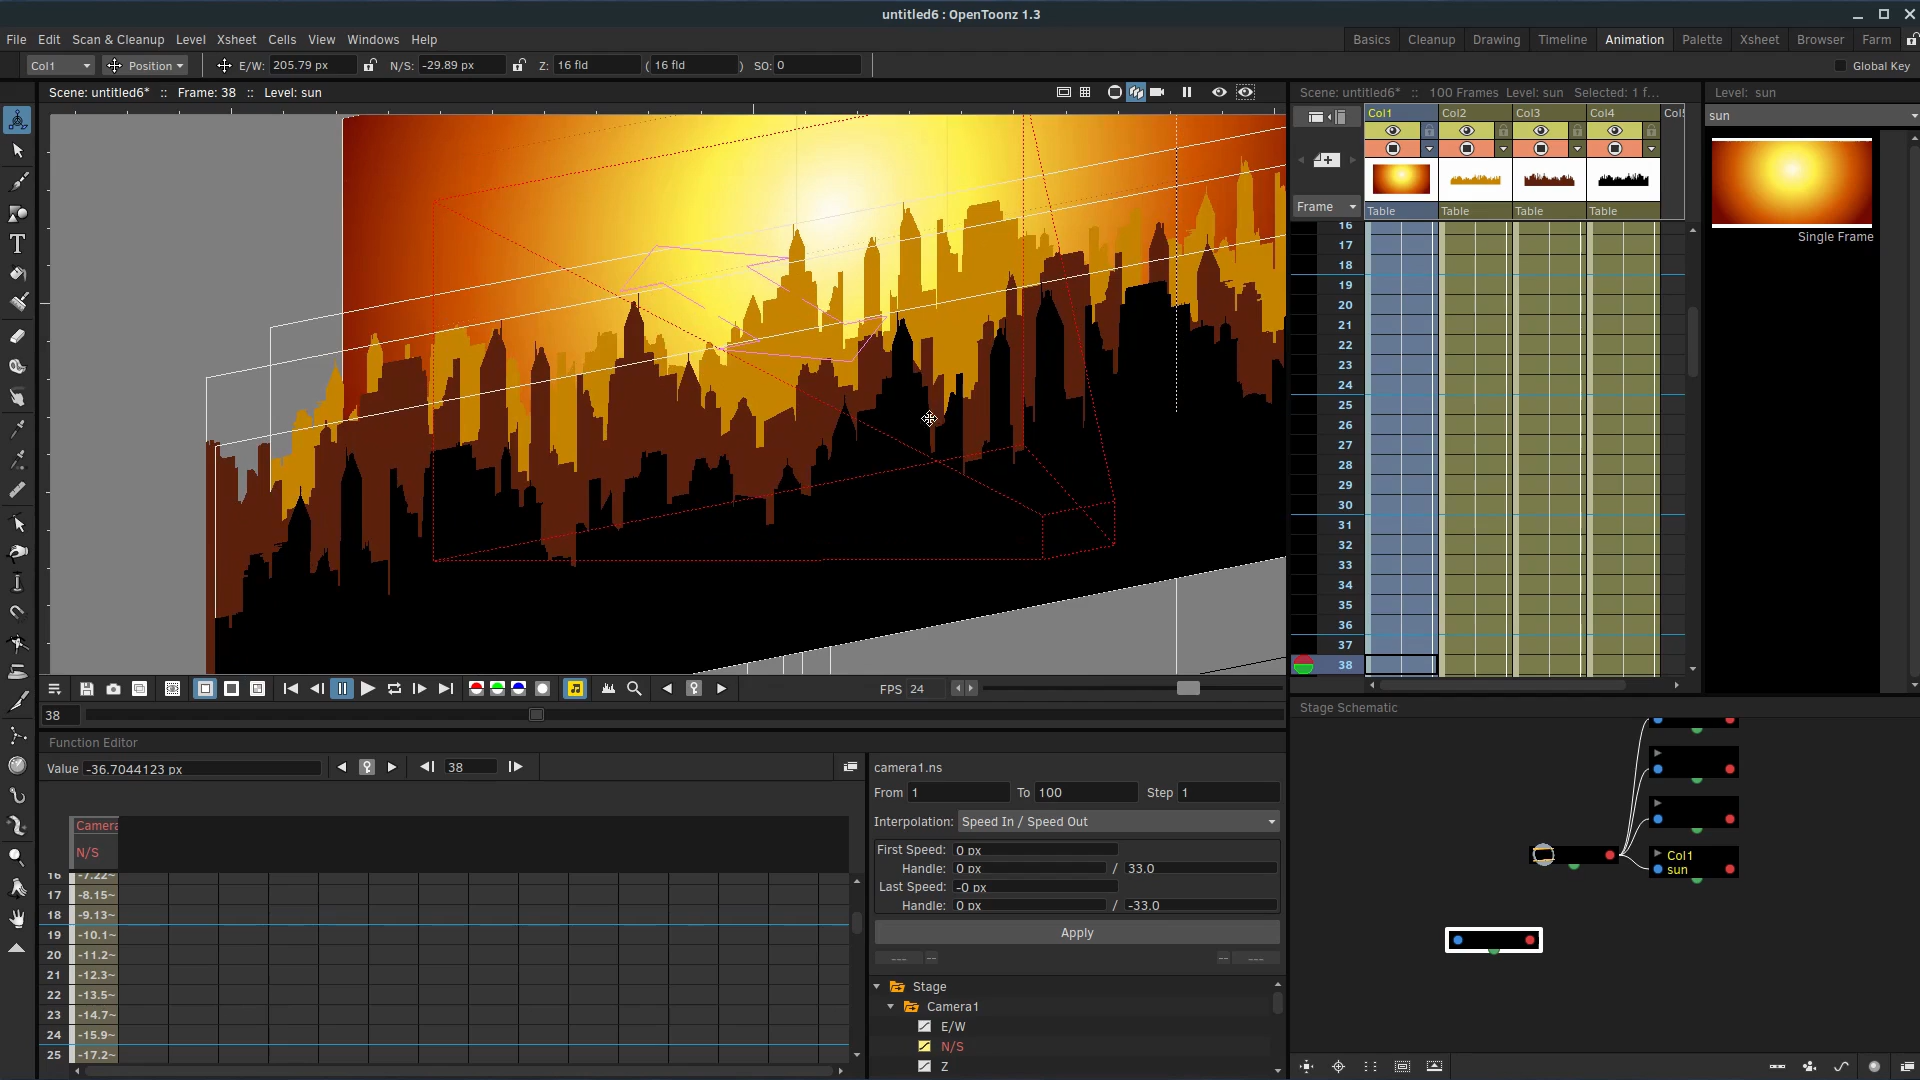 untitled6 : OpenToonz 1.3
File Edit Scan & Cleanup Level Xsheet Cells View Windows Help
Basics Cleanup Drawing Timeline Animation Palette Xsheet Browser Farm
Col1 Position E/W: 205.79 px N/S: -29.89 px Z: 16 fld ( 16 fld ) SO: 0
Global Key
Scene: untitled6* :: Frame: 38 :: Level: sun
Scene: untitled6* :: 100 Frames Level: sun Selected: 1 f...
Level: sun
Col1 Col2 Col3 Col4
sun
Frame
Table Table Table Table
Single Frame
16
17
18
19
20
21
22
23
24
25
26
27
28
29
30
31
32
33
34
35
36
37
38
FPS 24
38
Function Editor
Value -36.7044123 px
38
Camera
N/S
16 -7.22~
17 -8.15~
18 -9.13~
19 -10.1~
20 -11.2~
21 -12.3~
22 -13.5~
23 -14.7~
24 -15.9~
25 -17.2~
camera1.ns
From 1 To 100 Step 1
Interpolation: Speed In / Speed Out
First Speed: 0 px
Handle: 0 px / 33.0
Last Speed: -0 px
Handle: 0 px / -33.0
Apply
--- -- -- ---
Stage
Camera1
E/W
N/S
Z
Stage Schematic
Col1
sun